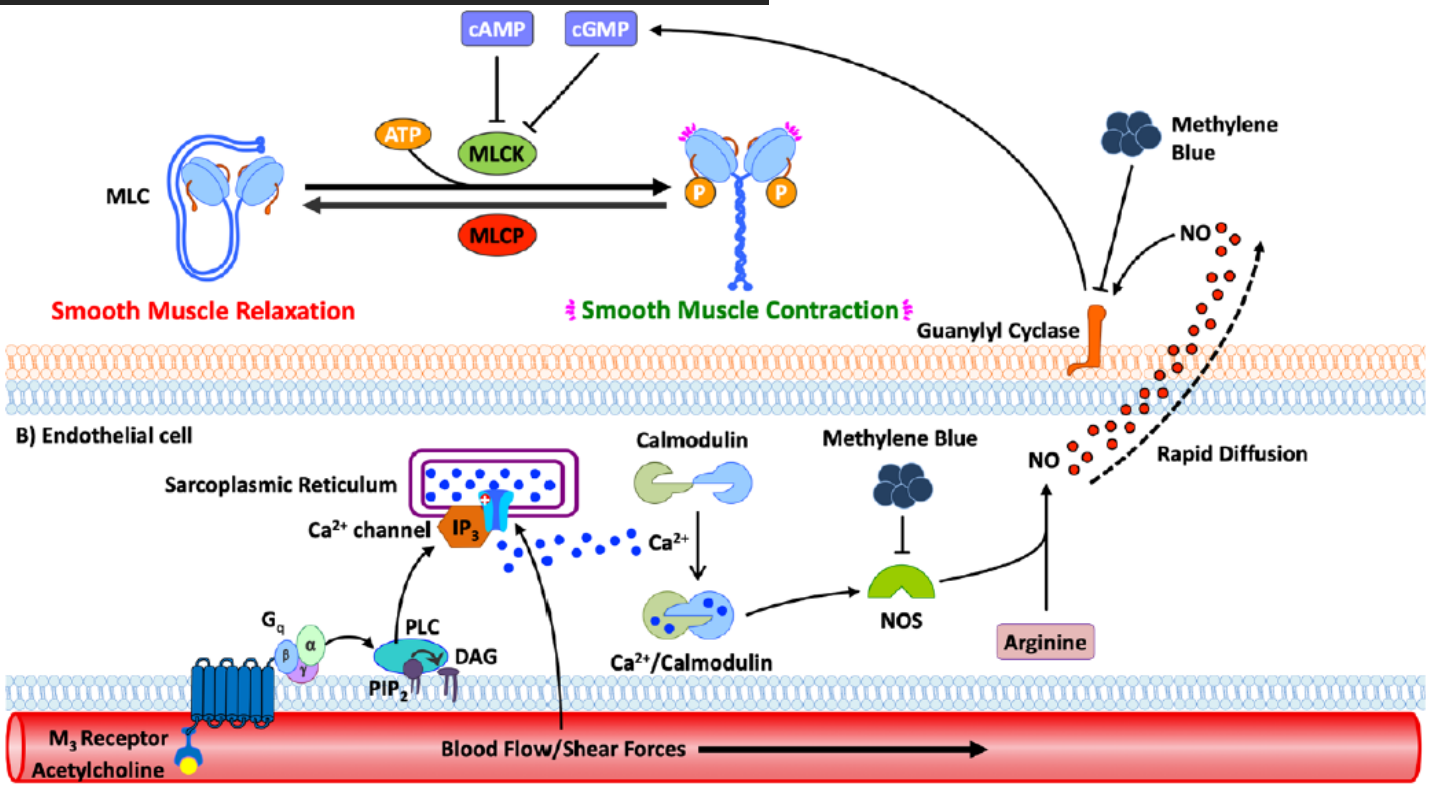 cAMP
cGMP
ATP
MLCK
Methylene
Blue
MLC
P
P
MLCP
NO
Smooth Muscle Relaxation
Smooth Muscle Contraction
Guanylyl Cyclase
B) Endothelial cell
Calmodulin
Methylene Blue
NO
Rapid Diffusion
Sarcoplasmic Reticulum
Ca²⁺ channel
IP₃
Ca²⁺
NOS
Gq
α
β
γ
PLC
DAG
PIP₂
Ca²⁺/Calmodulin
Arginine
M₃ Receptor
Acetylcholine
Blood Flow/Shear Forces